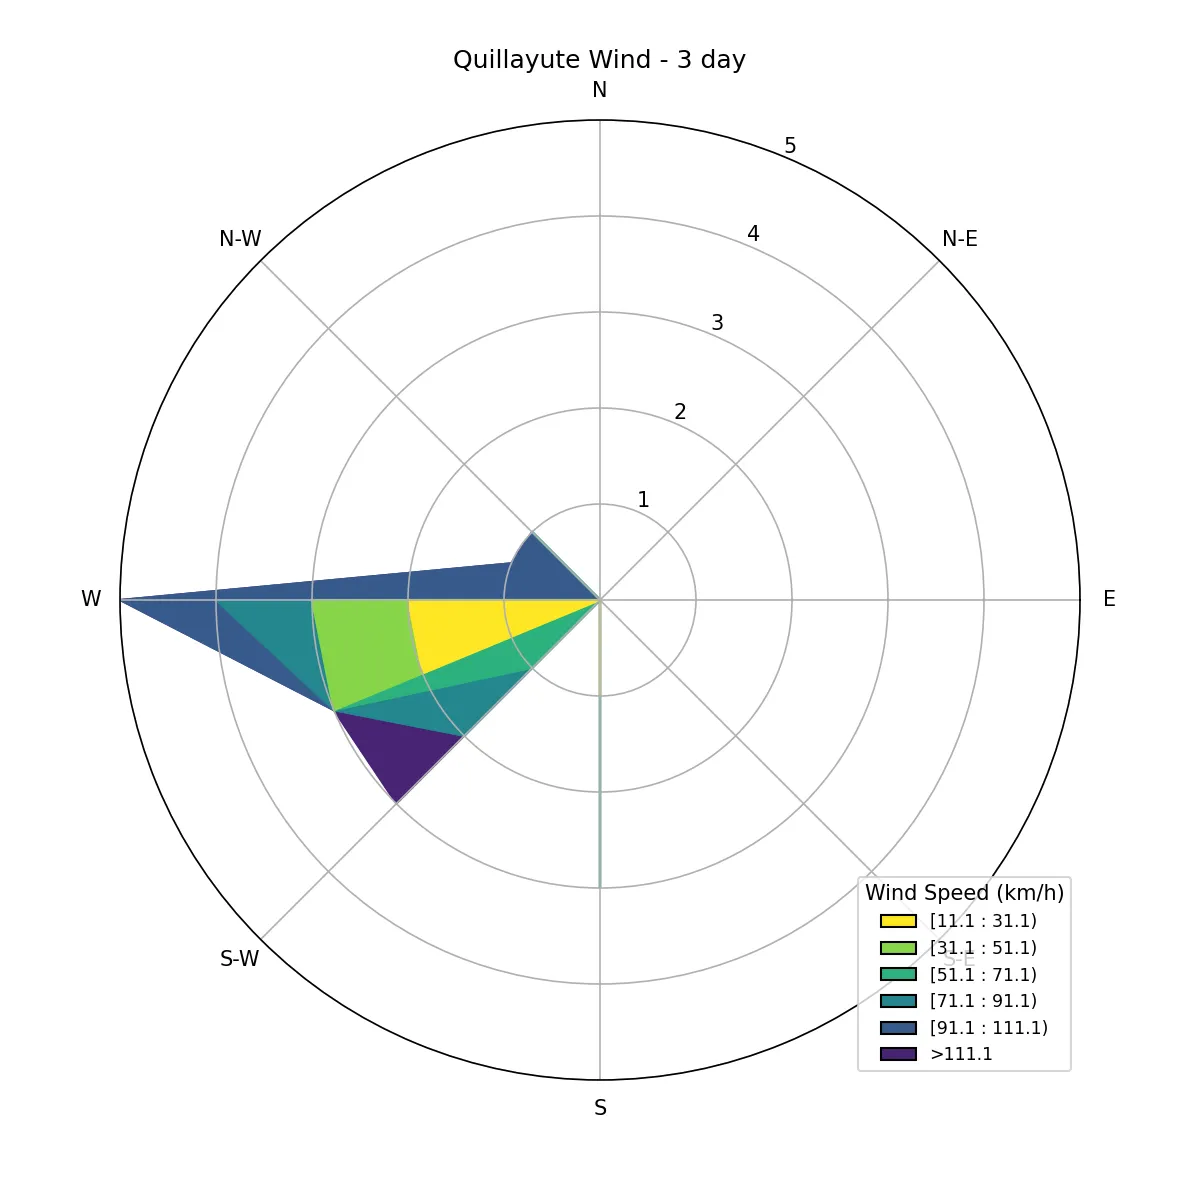 Quillayute Wind - 3 day
N
5
N-W
N-E
4
3
2
1
W
E
S-W
S-E
S
Wind Speed (km/h)
[11.1 : 31.1)
[31.1 : 51.1)
[51.1 : 71.1)
[71.1 : 91.1)
[91.1 : 111.1)
>111.1